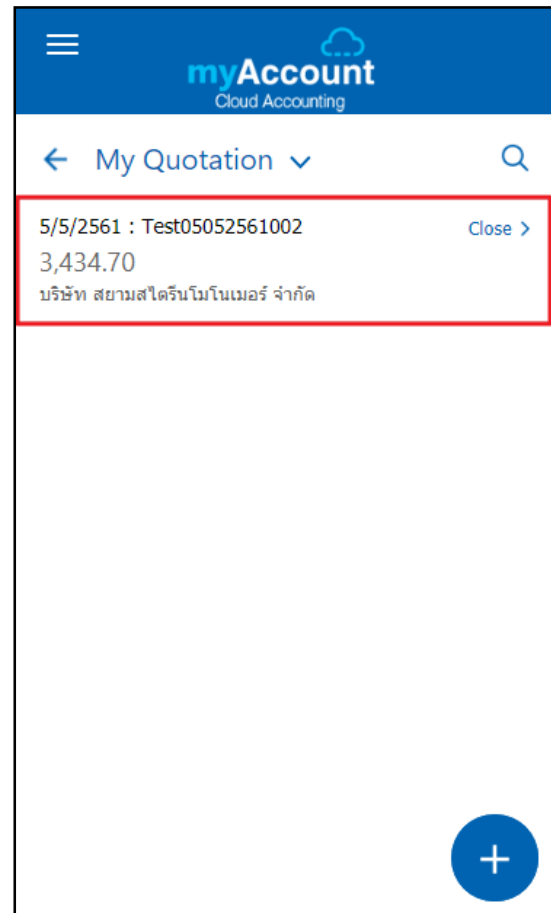 myAccount
Cloud Accounting
My Quotation
5/5/2561 : Test05052561002
Close >
3,434.70
บริษัท สยามสไตรีนโมโนเมอร์ จำกัด